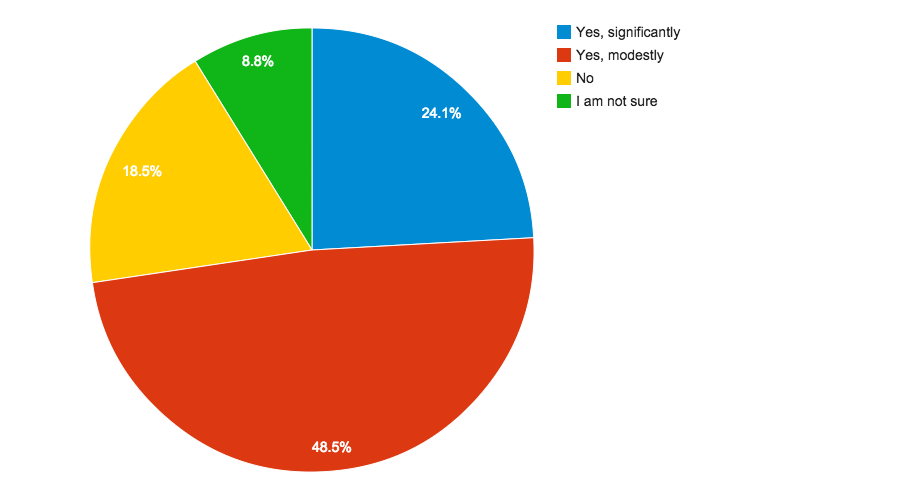 Yes, significantly
Yes, modestly
No
I am not sure
8.8%
24.1%
18.5%
48.5%